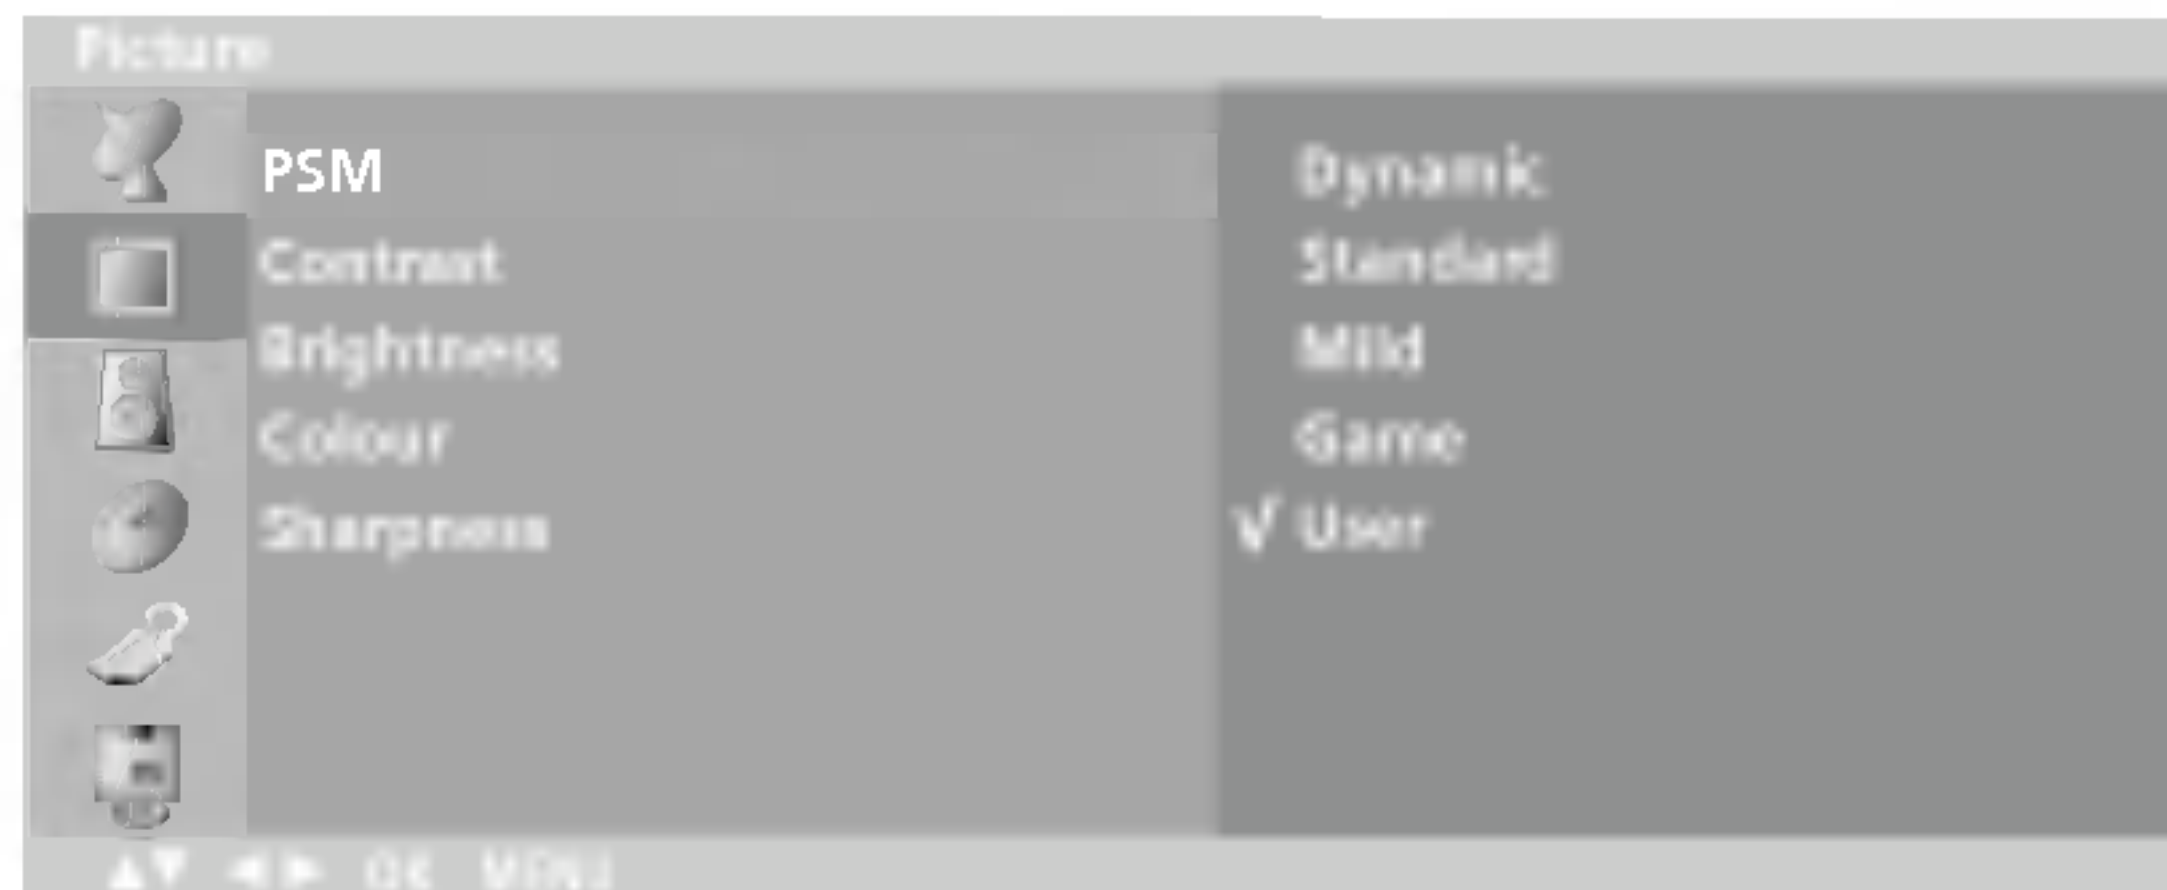 Picture
PSM
Contrast
Brightness
Colour
Sharpness
Dynamic
Standard
Mild
Game
√ User
▲▼ ◀▶ OK MENU